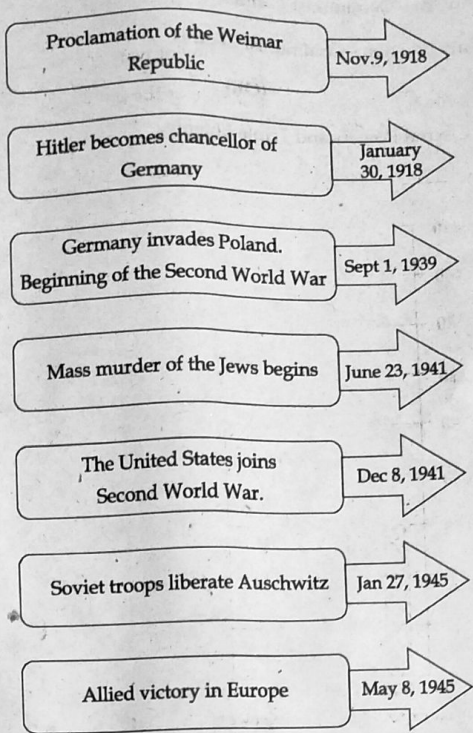 Proclamation of the Weimar
Republic
Nov.9, 1918
Hitler becomes chancellor of
Germany
January
30, 1918
Germany invades Poland.
Beginning of the Second World War
Sept 1, 1939
Mass murder of the Jews begins
June 23, 1941
The United States joins
Second World War.
Dec 8, 1941
Soviet troops liberate Auschwitz
Jan 27, 1945
Allied victory in Europe
May 8, 1945